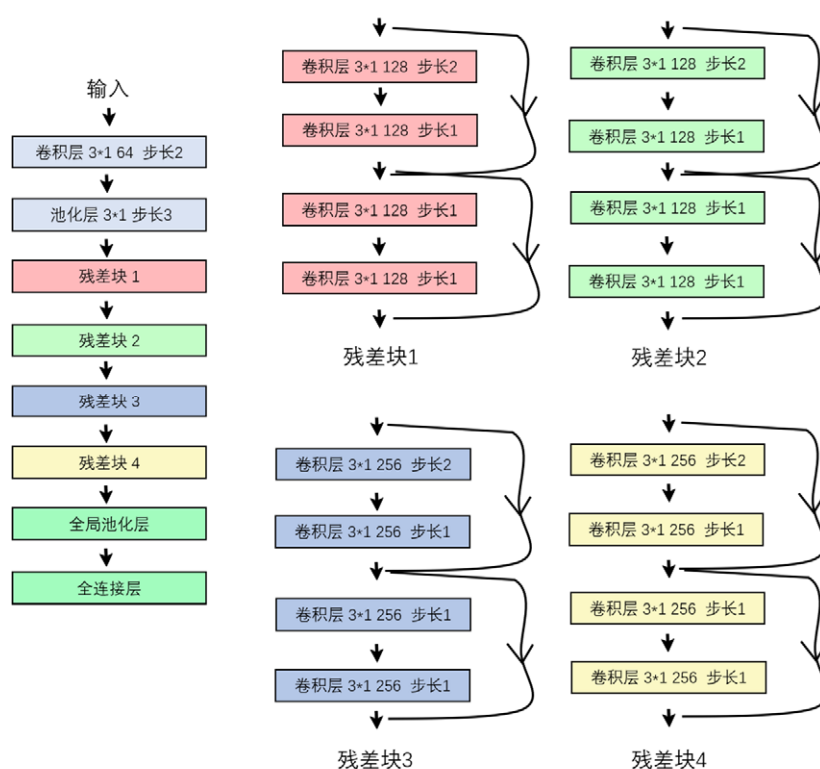 输入
卷积层 3*1 64 步长2
池化层 3*1 步长3
残差块 1
残差块 2
残差块 3
残差块 4
全局池化层
全连接层
卷积层 3*1 128 步长2
卷积层 3*1 128 步长1
卷积层 3*1 128 步长1
卷积层 3*1 128 步长1
残差块1
卷积层 3*1 128 步长2
卷积层 3*1 128 步长1
卷积层 3*1 128 步长1
卷积层 3*1 128 步长1
残差块2
卷积层 3*1 256 步长2
卷积层 3*1 256 步长1
卷积层 3*1 256 步长1
卷积层 3*1 256 步长1
残差块3
卷积层 3*1 256 步长2
卷积层 3*1 256 步长1
卷积层 3*1 256 步长1
卷积层 3*1 256 步长1
残差块4